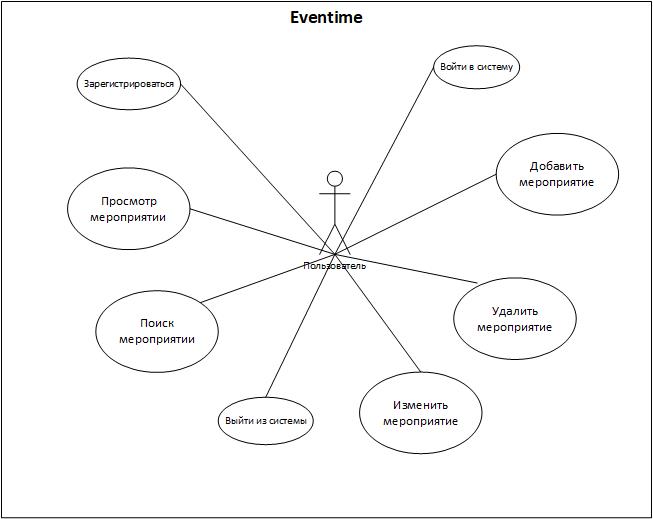 Eventime
Войти в систему
Зарегистрироваться
Добавить
мероприятие
Просмотр
мероприятии
Пользователь
Удалить
мероприятие
Поиск
мероприятии
Изменить
мероприятие
Выйти из системы